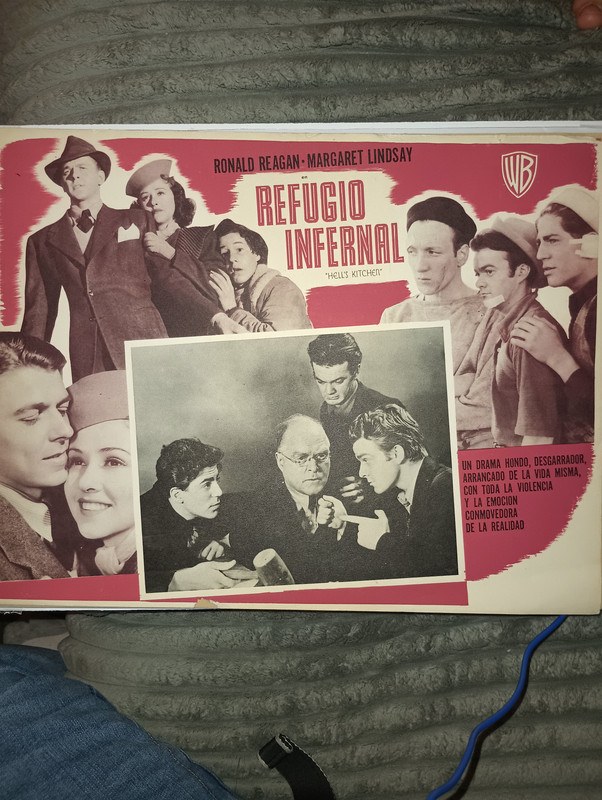 RONALD REAGAN · MARGARET LINDSAY
EN
REFUGIO
INFERNAL
"HELL'S KITCHEN"
WB
UN DRAMA HONDO, DESGARRADOR,
ARRANCADO DE LA VIDA MISMA,
CON TODA LA VIOLENCIA
Y LA EMOCION
CONMOVEDORA
DE LA REALIDAD